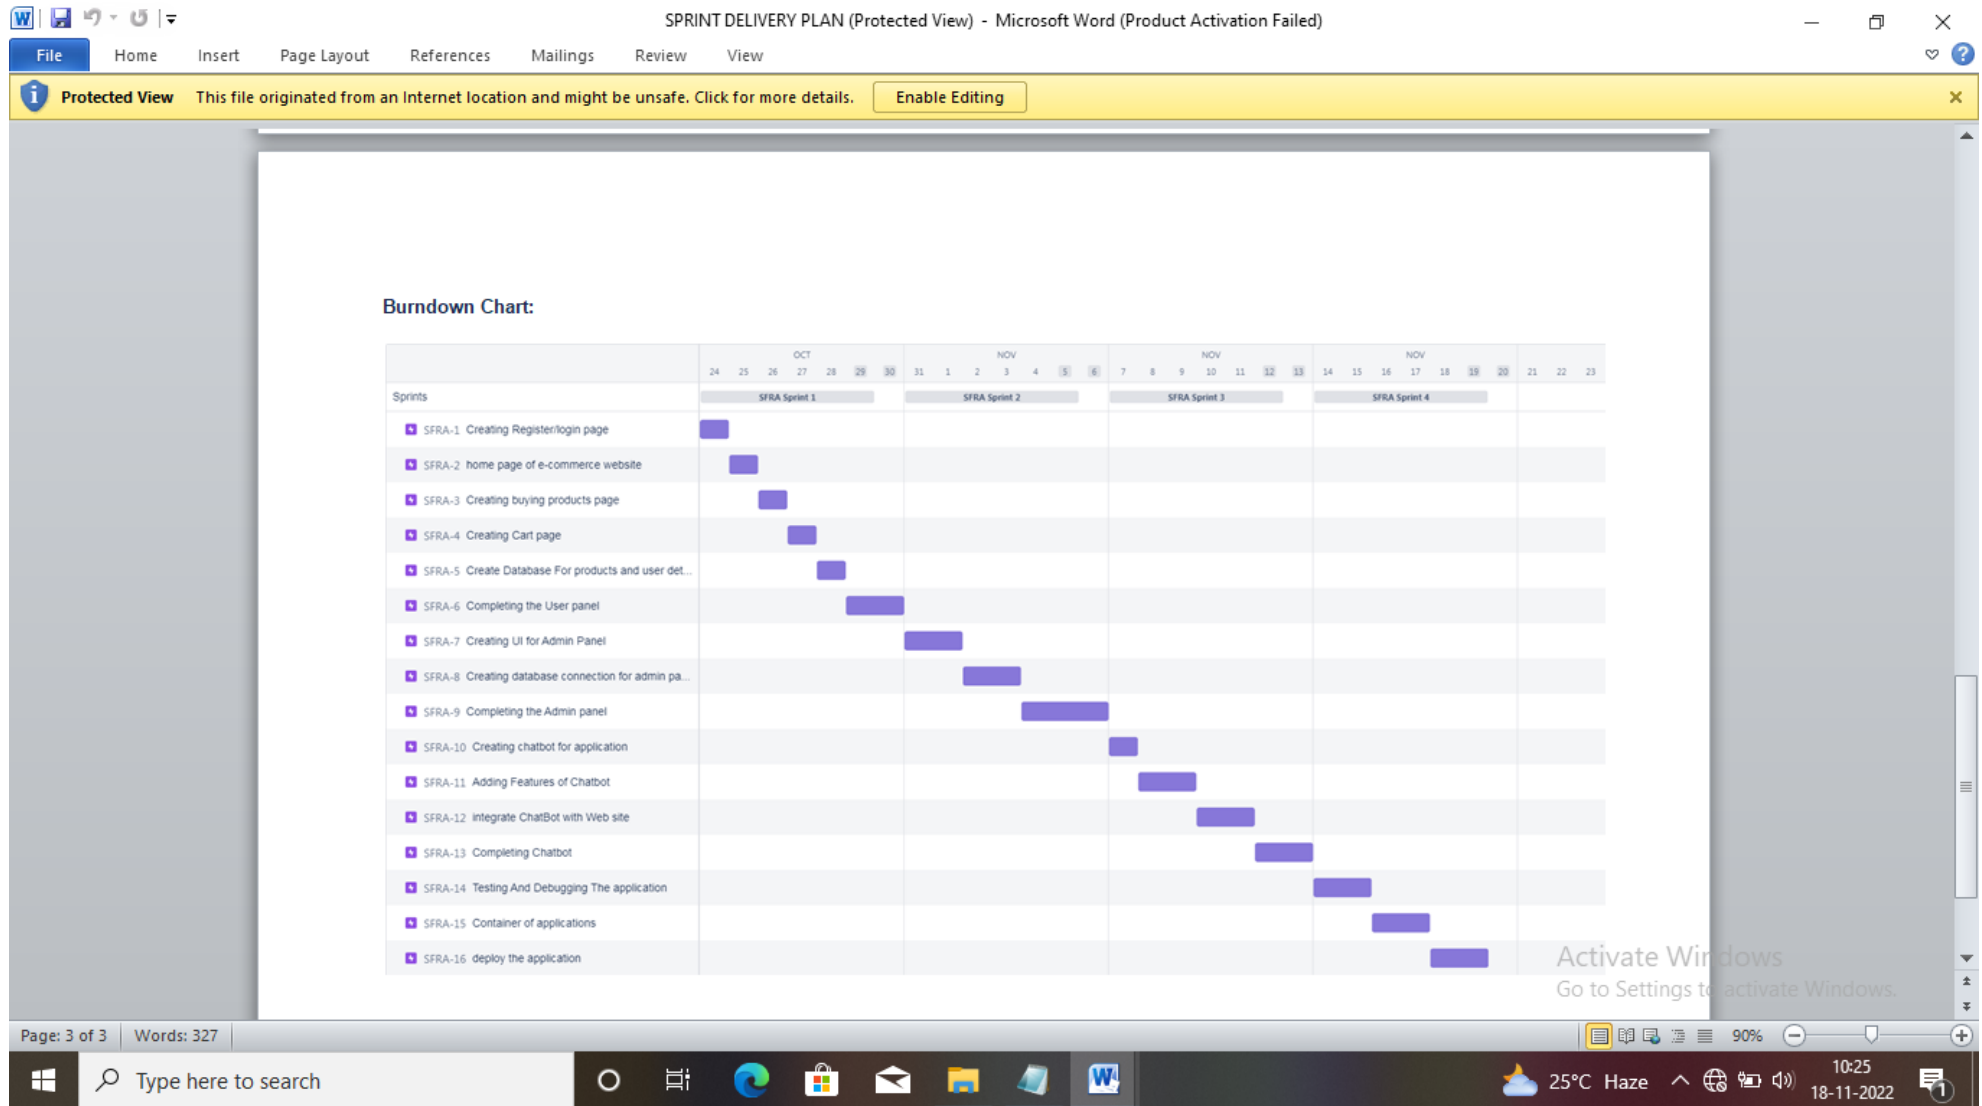 SPRINT DELIVERY PLAN (Protected View) - Microsoft Word (Product Activation Failed)
File Home Insert Page Layout References Mailings Review View
Protected View This file originated from an Internet location and might be unsafe. Click for more details. Enable Editing
Burndown Chart:
OCT NOV NOV NOV
24 25 26 27 28 29 30 31 1 2 3 4 5 6 7 8 9 10 11 12 13 14 15 16 17 18 19 20 21 22 23
Sprints SFRA Sprint 1 SFRA Sprint 2 SFRA Sprint 3 SFRA Sprint 4
SFRA-1 Creating Register/login page
SFRA-2 home page of e-commerce website
SFRA-3 Creating buying products page
SFRA-4 Creating Cart page
SFRA-5 Create Database For products and user det...
SFRA-6 Completing the User panel
SFRA-7 Creating UI for Admin Panel
SFRA-8 Creating database connection for admin pa...
SFRA-9 Completing the Admin panel
SFRA-10 Creating chatbot for application
SFRA-11 Adding Features of Chatbot
SFRA-12 integrate ChatBot with Web site
SFRA-13 Completing Chatbot
SFRA-14 Testing And Debugging The application
SFRA-15 Container of applications
SFRA-16 deploy the application
Activate Windows
Go to Settings to activate Windows.
Page: 3 of 3 Words: 327 90%
Type here to search 25°C Haze 10:25
18-11-2022 1